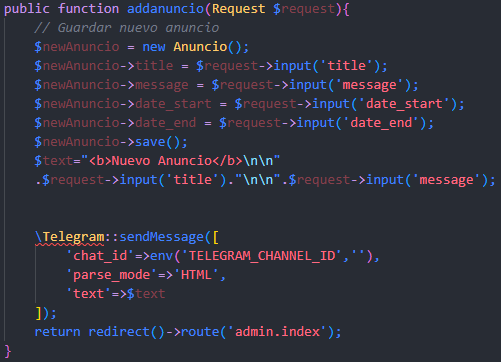 public function addanuncio(Request $request){
// Guardar nuevo anuncio
$newAnuncio = new Anuncio();
$newAnuncio->title = $request->input('title');
$newAnuncio->message = $request->input('message');
$newAnuncio->date_start = $request->input('date_start');
$newAnuncio->date_end = $request->input('date_end');
$newAnuncio->save();
$text="<b>Nuevo Anuncio</b>\n\n"
.$request->input('title')."\n\n".$request->input('message');
\Telegram::sendMessage([
'chat_id'=>env('TELEGRAM_CHANNEL_ID',''),
'parse_mode'=>'HTML',
'text'=>$text
]);
return redirect()->route('admin.index');
}